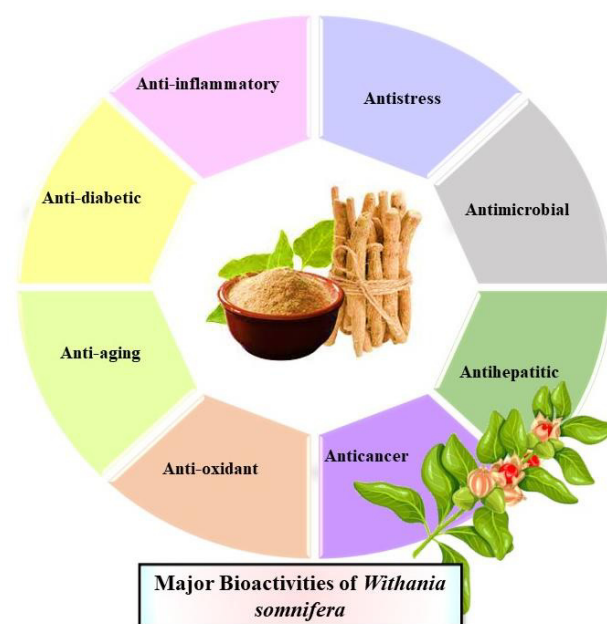 Anti-inflammatory
Antistress
Anti-diabetic
Antimicrobial
Anti-aging
Antihepatitic
Anti-oxidant
Anticancer
Major Bioactivities of Withania
somnifera